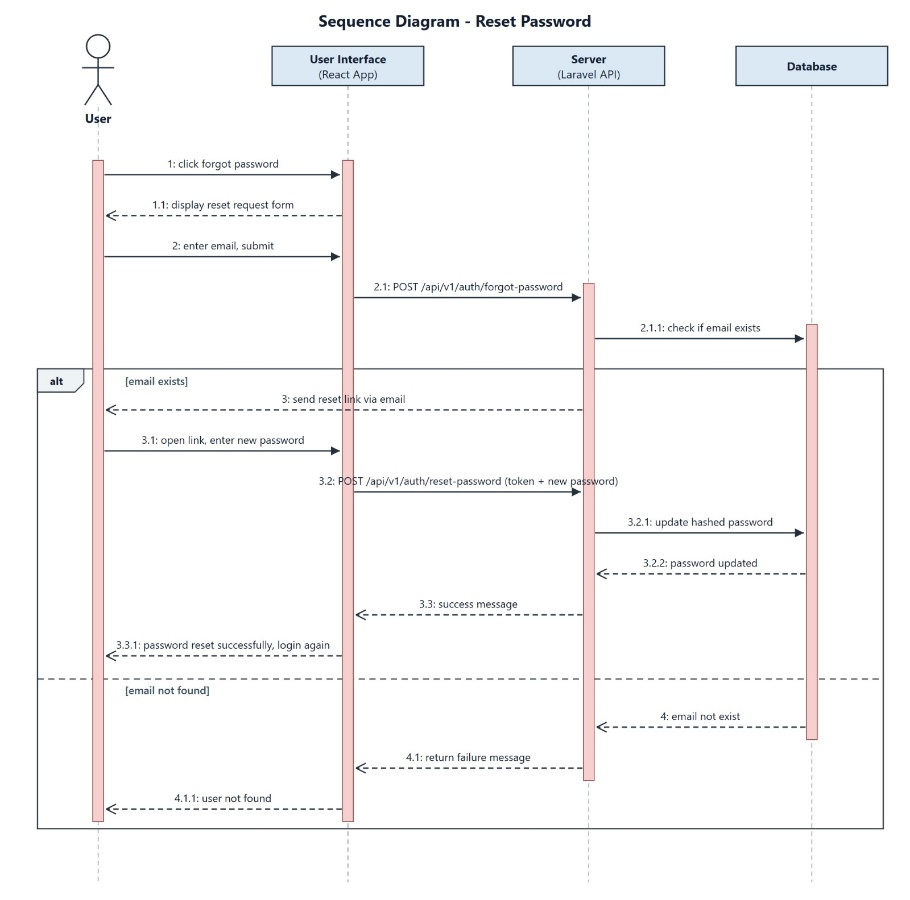 Sequence Diagram - Reset Password
User
User Interface
(React App)
Server
(Laravel API)
Database
1: click forgot password
1.1: display reset request form
2: enter email, submit
2.1: POST /api/v1/auth/forgot-password
2.1.1: check if email exists
alt
[email exists]
3: send reset link via email
3.1: open link, enter new password
3.2: POST /api/v1/auth/reset-password (token + new password)
3.2.1: update hashed password
3.2.2: password updated
3.3: success message
3.3.1: password reset successfully, login again
[email not found]
4: email not exist
4.1: return failure message
4.1.1: user not found